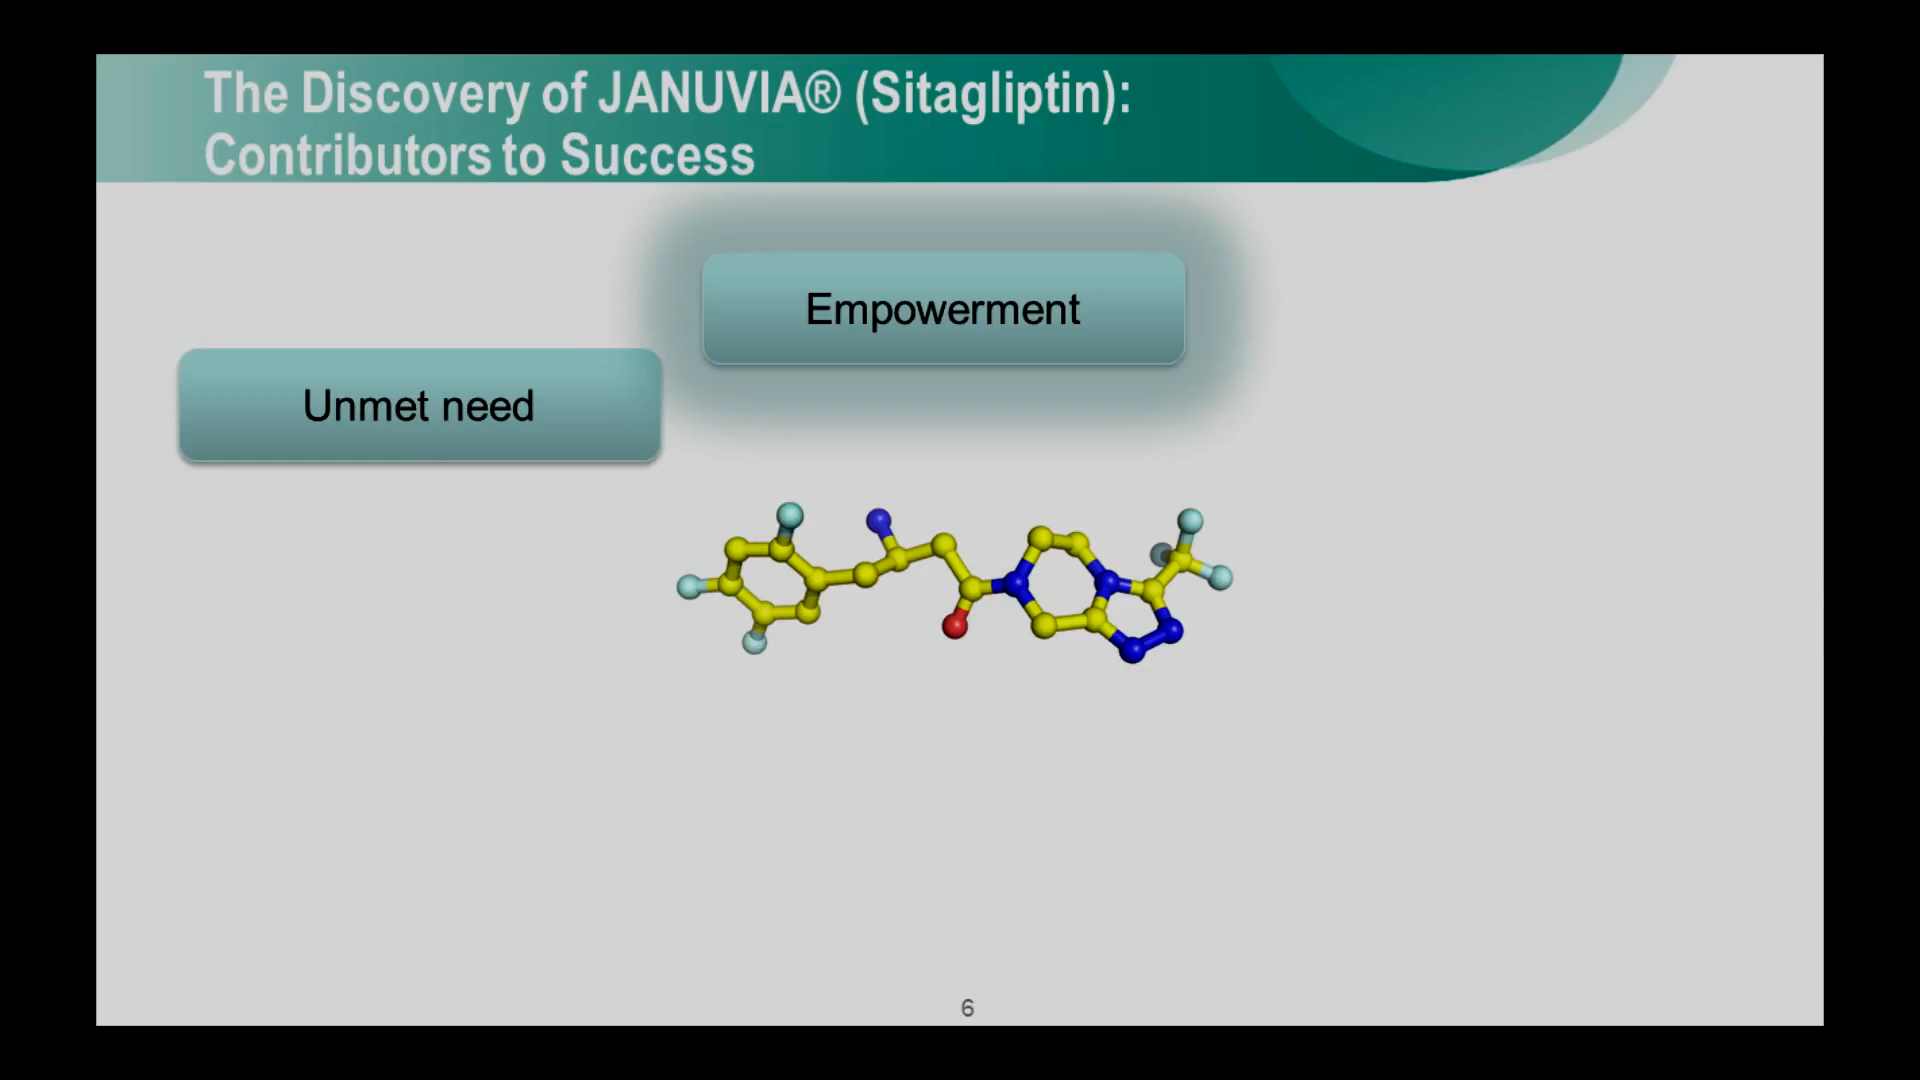 The Discovery of JANUVIA® (Sitagliptin):
Contributors to Success
Empowerment
Unmet need
6